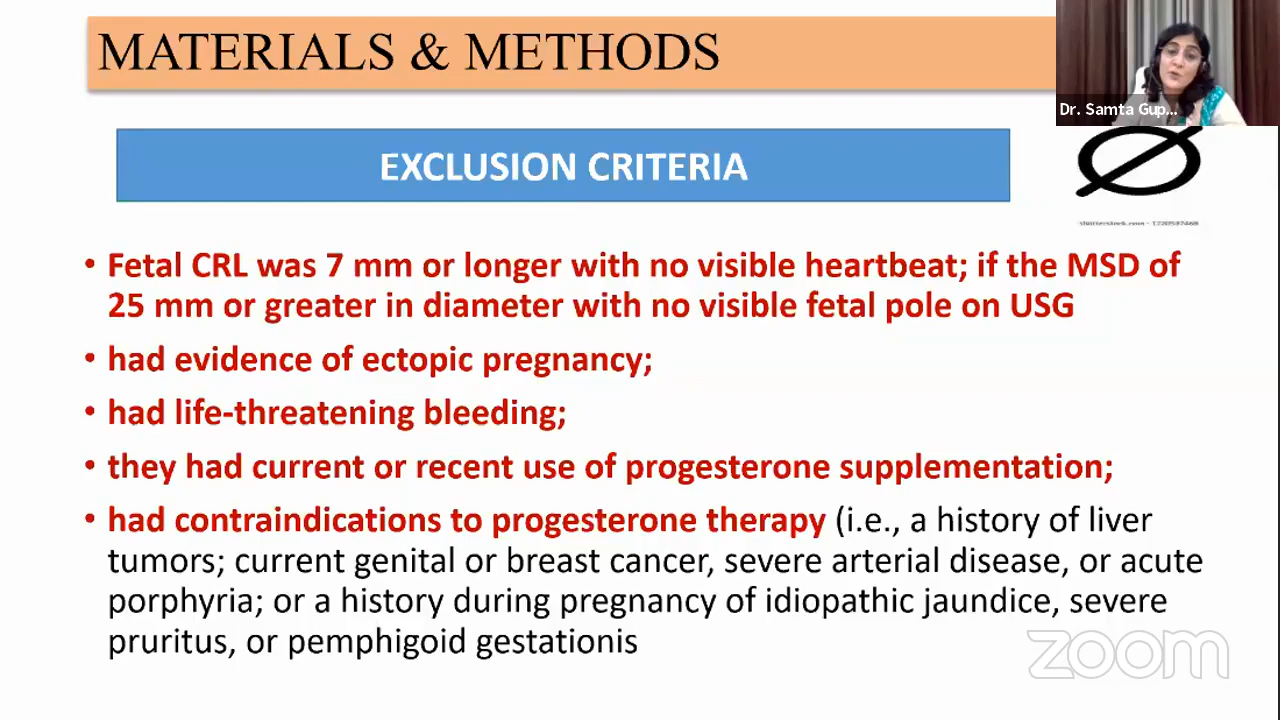 MATERIALS & METHODS
Dr. Samta Gup...
EXCLUSION CRITERIA
shutterstock.com
• Fetal CRL was 7 mm or longer with no visible heartbeat; if the MSD of
25 mm or greater in diameter with no visible fetal pole on USG
• had evidence of ectopic pregnancy;
• had life-threatening bleeding;
• they had current or recent use of progesterone supplementation;
• had contraindications to progesterone therapy (i.e., a history of liver
tumors; current genital or breast cancer, severe arterial disease, or acute
porphyria; or a history during pregnancy of idiopathic jaundice, severe
pruritus, or pemphigoid gestationis
zoom